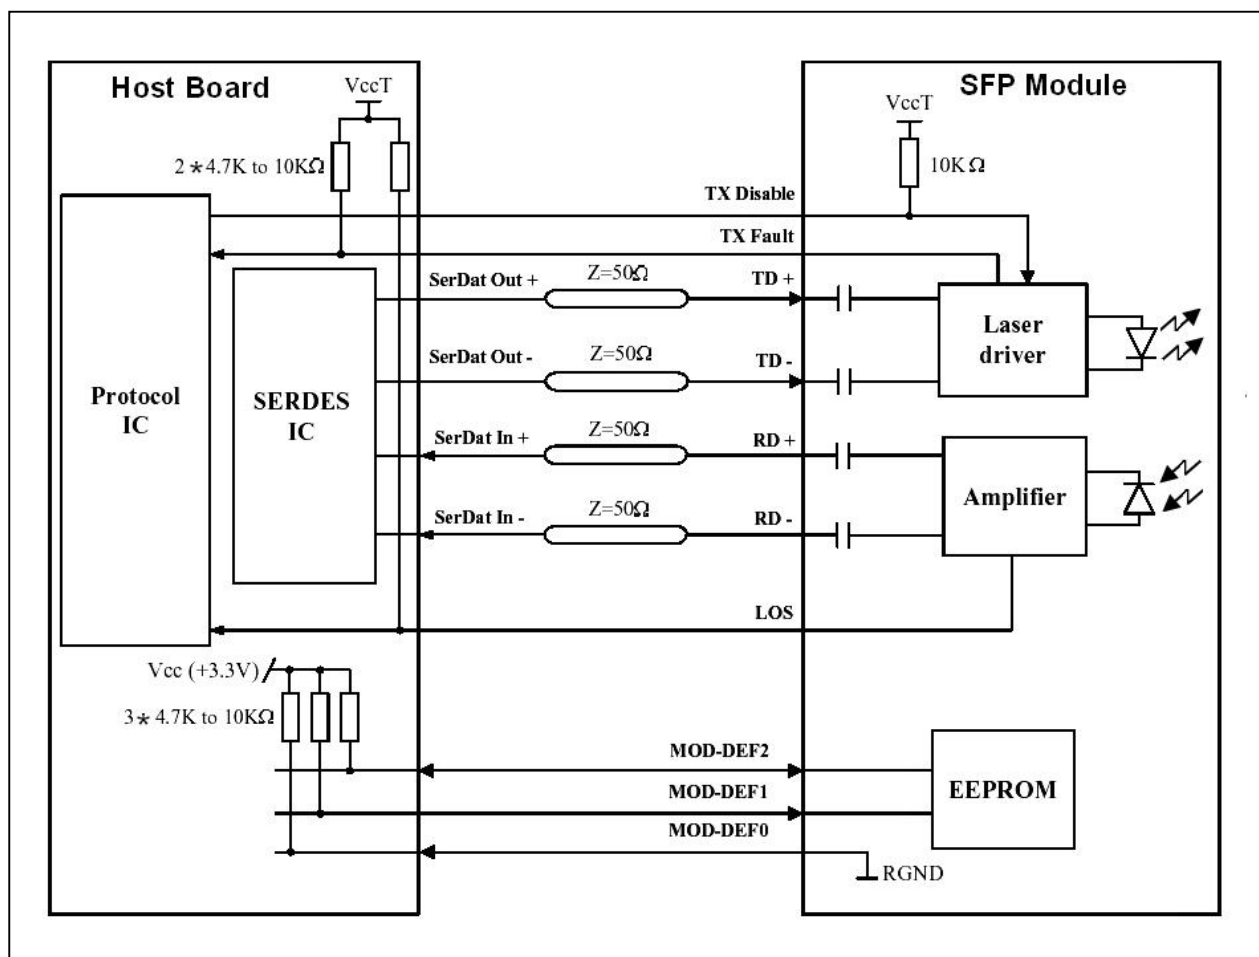 Host Board
SFP Module
VccT
VccT
2*4.7K to 10KΩ
10KΩ
TX Disable
TX Fault
SerDat Out +
Z=50Ω
TD +
Laser
driver
SerDat Out -
Z=50Ω
TD -
Protocol
IC
SERDES
IC
SerDat In +
Z=50Ω
RD +
Amplifier
SerDat In -
Z=50Ω
RD -
LOS
Vcc (+3.3V)
3* 4.7K to 10KΩ
MOD-DEF2
MOD-DEF1
EEPROM
MOD-DEF0
RGND